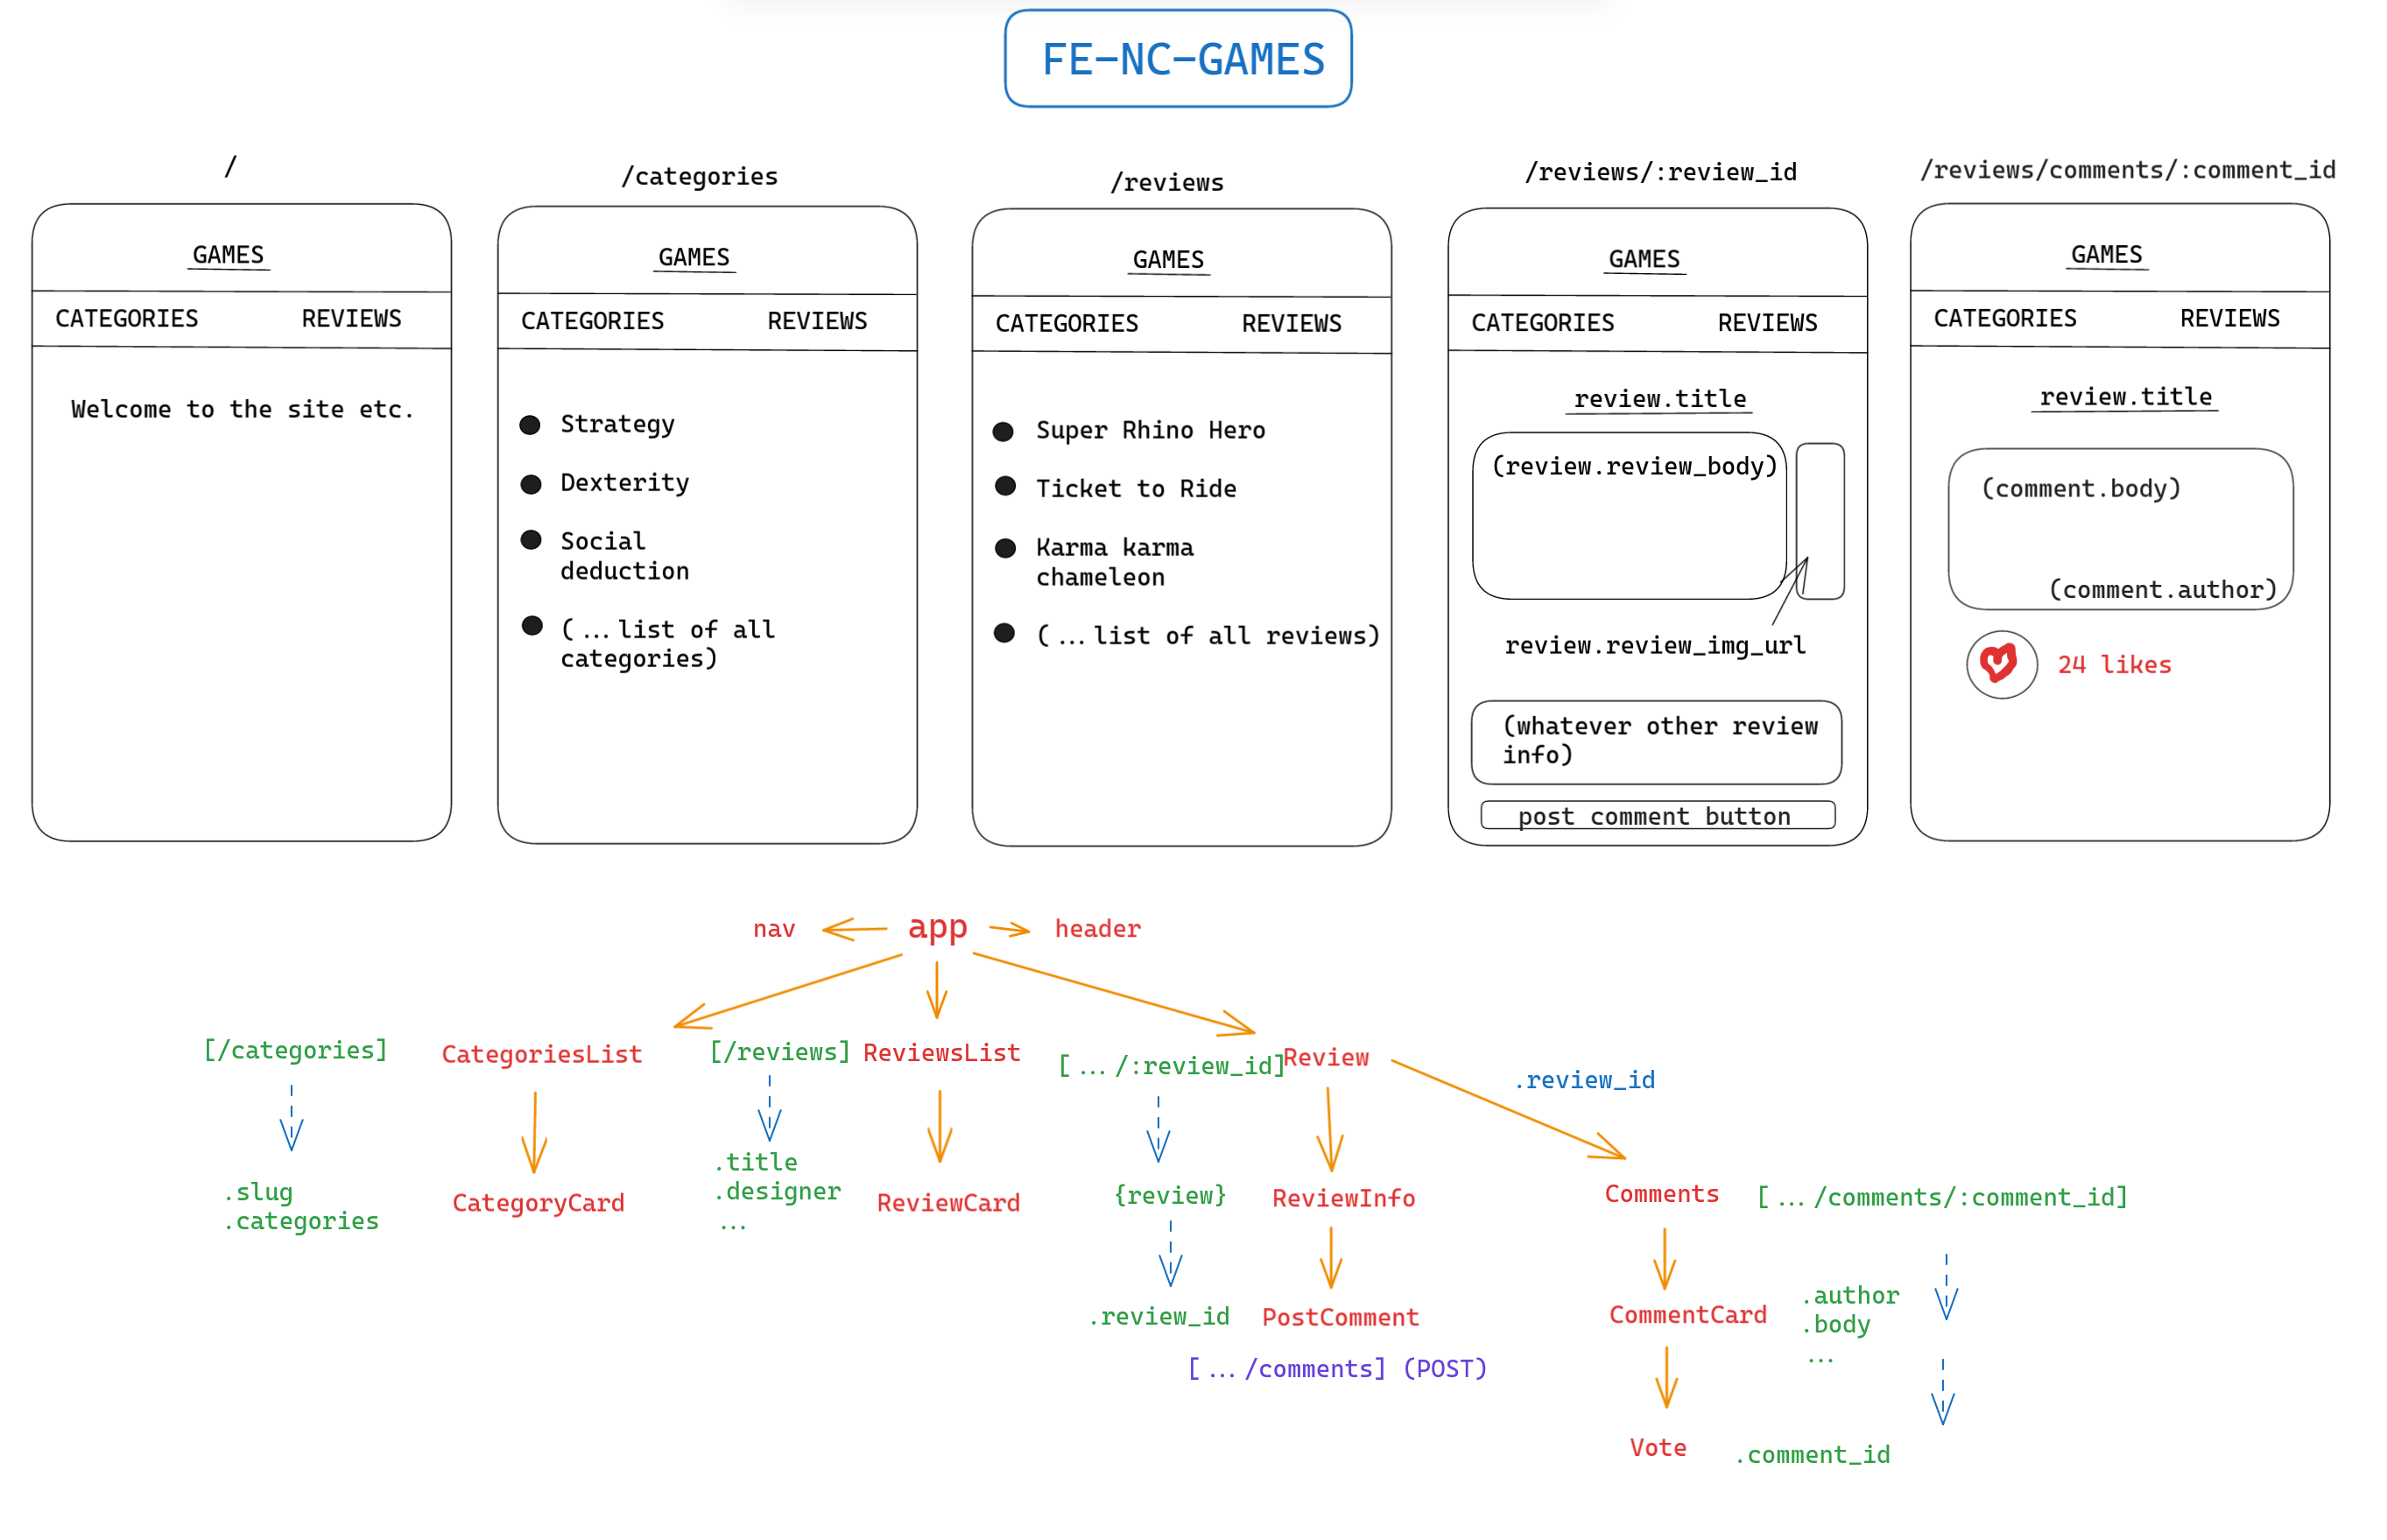 FE-NC-GAMES
/
GAMES
CATEGORIES REVIEWS
Welcome to the site etc.
/categories
GAMES
CATEGORIES REVIEWS
Strategy
Dexterity
Social
deduction
(...list of all
categories)
/reviews
GAMES
CATEGORIES REVIEWS
Super Rhino Hero
Ticket to Ride
Karma karma
chameleon
(...list of all reviews)
/reviews/:review_id
GAMES
CATEGORIES REVIEWS
review.title
(review.review_body)
review.review_img_url
(whatever other review
info)
post comment button
/reviews/comments/:comment_id
GAMES
CATEGORIES REVIEWS
review.title
(comment.body)
(comment.author)
24 likes
nav
app
header
[/categories]
CategoriesList
[/reviews]
ReviewsList
[.../:review_id]
Review
.review_id
.slug
.categories
CategoryCard
.title
.designer
...
ReviewCard
{review}
ReviewInfo
Comments
[.../comments/:comment_id]
.review_id
PostComment
[.../comments] (POST)
CommentCard
.author
.body
...
Vote
.comment_id